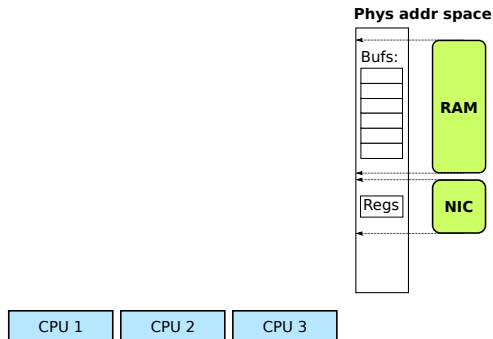 Phys addr space
Bufs:
RAM
Regs
NIC
CPU 1
CPU 2
CPU 3